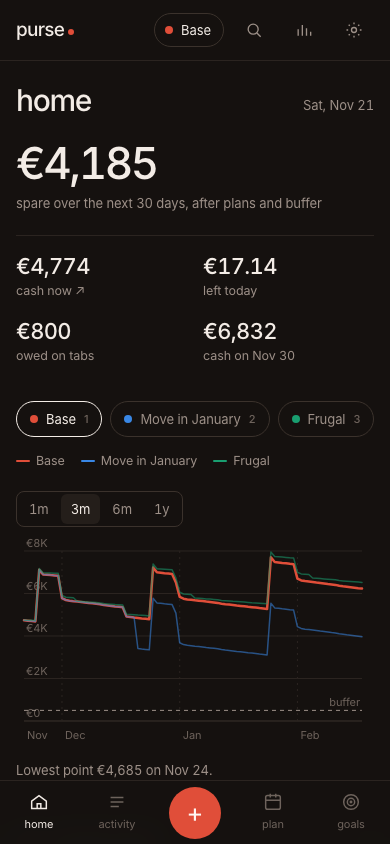 purse
Base
home
Sat, Nov 21
€4,185
spare over the next 30 days, after plans and buffer
€4,774
€17.14
cash now ↗
left today
€800
€6,832
owed on tabs
cash on Nov 30
Base 1
Move in January 2
Frugal 3
Base
Move in January
Frugal
1m
3m
6m
1y
€8K
€6K
€4K
€2K
buffer
€0
Nov
Dec
Jan
Feb
Lowest point €4,685 on Nov 24.
+
home
activity
plan
goals